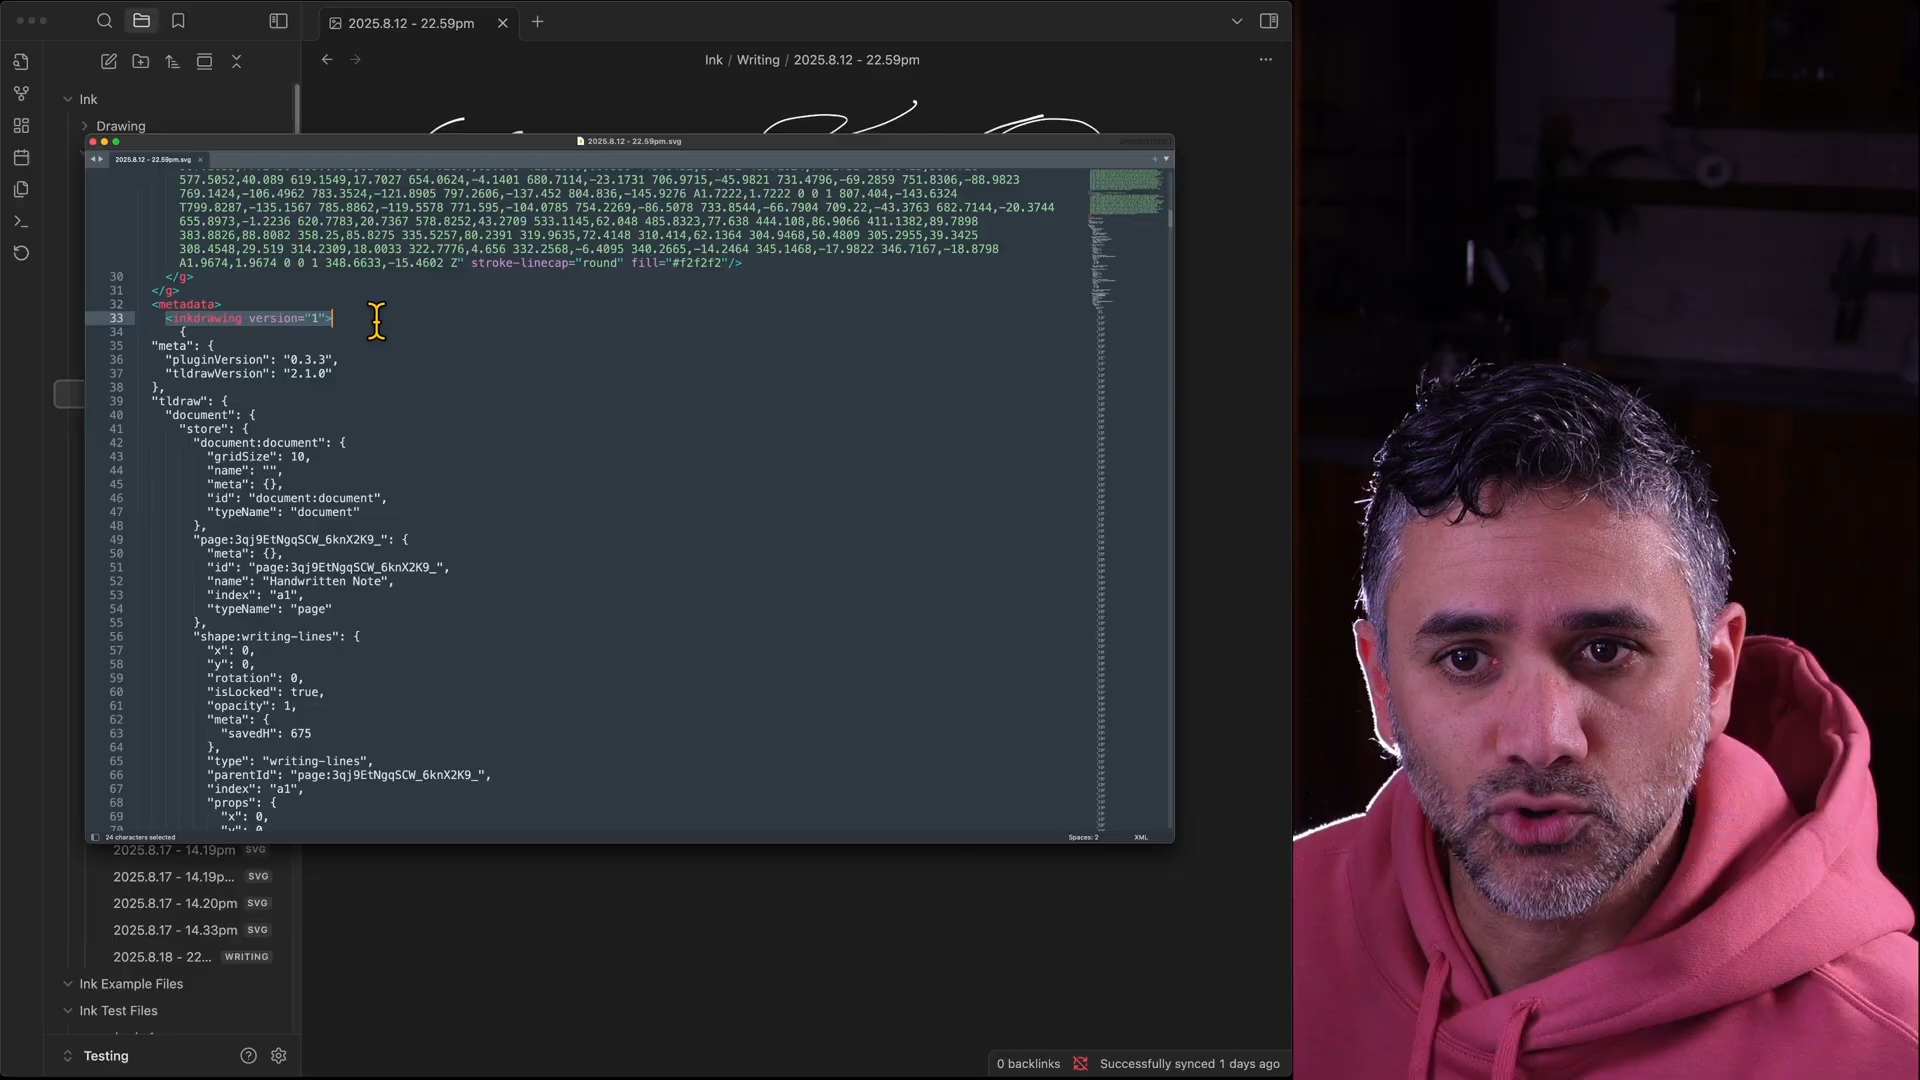 2025.8.12 - 22.59pm
Ink / Writing / 2025.8.12 - 22.59pm
Ink
Drawing
2025.8.12 - 22.59pm.svg
2025.8.12 - 22.59pm.svg
577.5052,40.089 619.1549,17.7027 654.0624,-4.1401 680.7114,-23.1731 706.9715,-45.9821 731.4796,-69.2859 751.8306,-88.9823
769.1424,-106.4962 783.3524,-121.8905 797.2606,-137.452 804.836,-145.9276 A1.7222,1.7222 0 0 1 807.404,-143.6324
T799.8287,-135.1567 785.8862,-119.5578 771.595,-104.0785 754.2269,-86.5078 733.8544,-66.7904 709.22,-43.3763 682.7144,-20.3744
655.8973,-1.2236 620.7783,20.7367 578.8252,43.2709 533.1145,62.048 485.8323,77.638 444.108,86.9066 411.1382,89.7898
383.8826,88.8082 358.25,85.8275 335.5257,80.2391 319.9635,72.4148 310.414,62.1364 304.9468,50.4809 305.2955,39.3425
308.4548,29.519 314.2309,18.0033 322.7776,4.656 332.2568,-6.4095 340.2665,-14.2464 345.1468,-17.9822 346.7167,-18.8798
A1.9674,1.9674 0 0 1 348.6633,-15.4602 Z" stroke-linecap="round" fill="#f2f2f2"/>
30 </g>
31 </g>
32 <metadata>
33 <inkdrawing version="1">
34 {
35 "meta": {
36 "pluginVersion": "0.3.3",
37 "tldrawVersion": "2.1.0"
38 },
39 "tldraw": {
40 "document": {
41 "store": {
42 "document:document": {
43 "gridSize": 10,
44 "name": "",
45 "meta": {},
46 "id": "document:document",
47 "typeName": "document"
48 },
49 "page:3qj9EtNgqSCW_6knX2K9_": {
50 "meta": {},
51 "id": "page:3qj9EtNgqSCW_6knX2K9_",
52 "name": "Handwritten Note",
53 "index": "a1",
54 "typeName": "page"
55 },
56 "shape:writing-lines": {
57 "x": 0,
58 "y": 0,
59 "rotation": 0,
60 "isLocked": true,
61 "opacity": 1,
62 "meta": {
63 "savedH": 675
64 },
65 "type": "writing-lines",
66 "parentId": "page:3qj9EtNgqSCW_6knX2K9_",
67 "index": "a1",
68 "props": {
69 "x": 0,
24 characters selected
Spaces: 2
XML
2025.8.17 - 14.19pm SVG
2025.8.17 - 14.19p... SVG
2025.8.17 - 14.20pm SVG
2025.8.17 - 14.33pm SVG
2025.8.18 - 22... WRITING
Ink Example Files
Ink Test Files
Testing
0 backlinks
Successfully synced 1 days ago